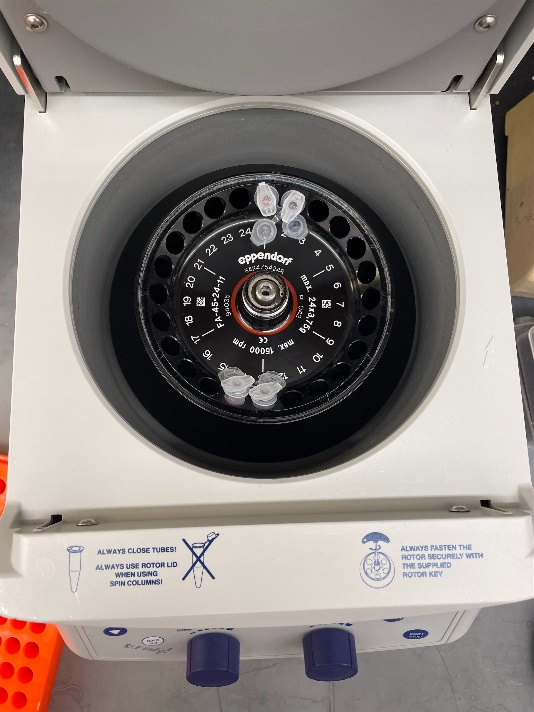 24
23
22
21
20
19
18
17
16
15
4
5
6
7
8
9
10
11
12
eppendorf
FA-45-24-11
max.
24x3,75g
max. 15000 rpm
CE
ALWAYS CLOSE TUBES!
ALWAYS USE ROTOR LID
WHEN USING
SPIN COLUMNS!
ALWAYS FASTEN THE
ROTOR SECURELY WITH
THE SUPPLIED
ROTOR KEY